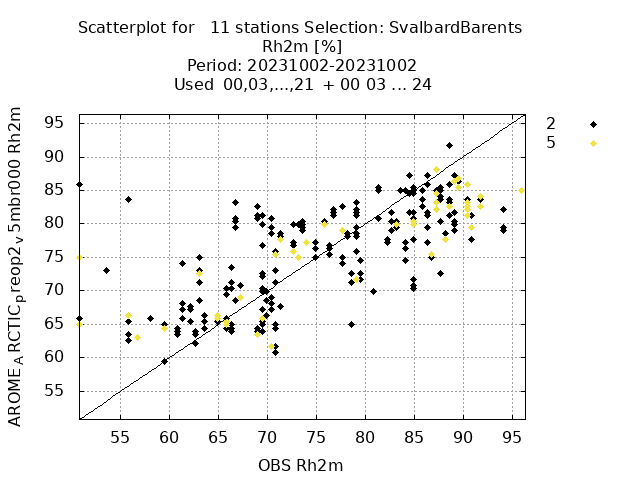 Scatterplot for   11 stations Selection: SvalbardBarents
Rh2m [%]
Period: 20231002-20231002
Used  00,03,...,21  + 00 03 ... 24
2
5
95
90
85
80
75
70
65
60
55
AROME_ARCTIC_preop2_v5mbr000 Rh2m
55 60 65 70 75 80 85 90 95
OBS Rh2m